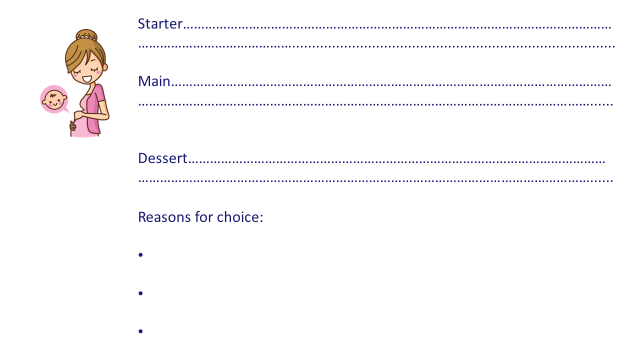 Starter……………………………………………………………………………………………………
…………………………………………………………………………………………………………………
Main…………………………………………………………………………………………………………
…………………………………………………………………………………………………………......
Dessert……………………………………………………………………………………………………
……………………………………………………………………………………………………………......
Reasons for choice:
•
•
•